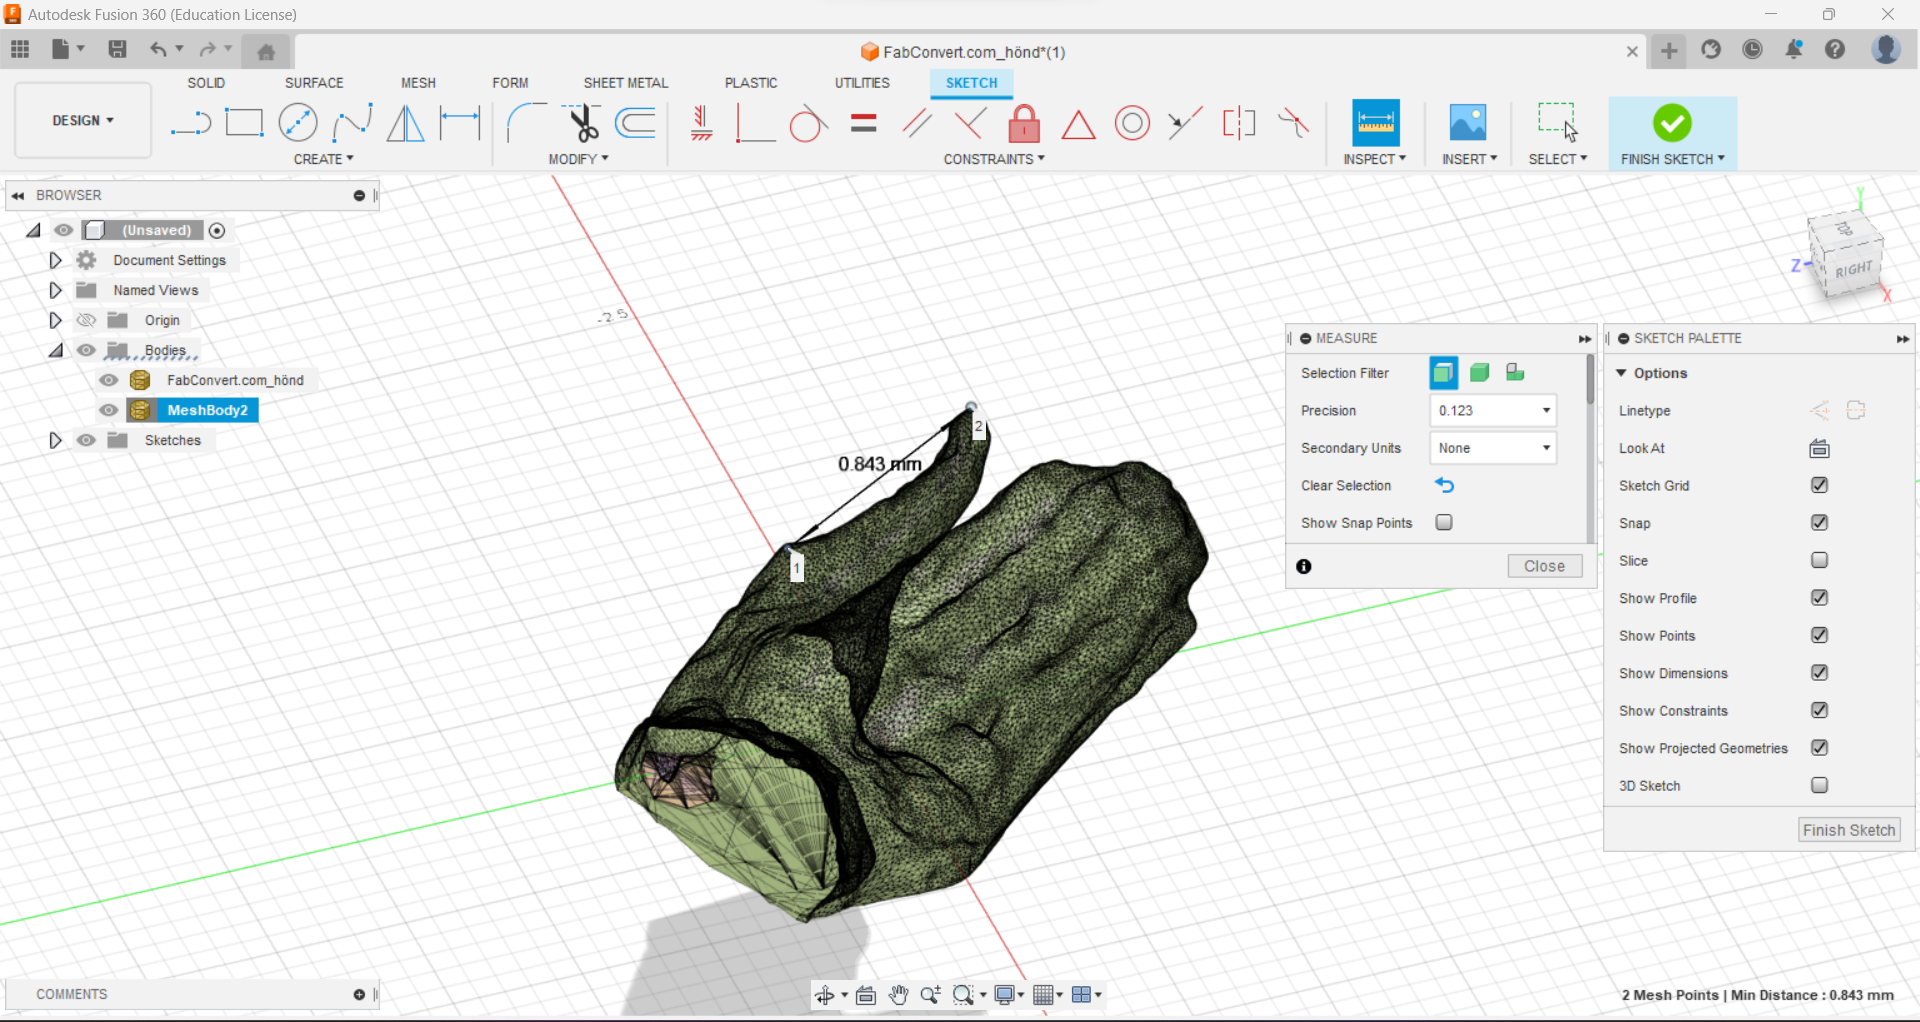 Autodesk Fusion 360 (Education License)
FabConvert.com_hönd*(1)
SOLID SURFACE MESH FORM SHEET METAL PLASTIC UTILITIES SKETCH
DESIGN
CREATE MODIFY CONSTRAINTS INSPECT INSERT SELECT FINISH SKETCH
BROWSER
(Unsaved)
Document Settings
Named Views
Origin
Bodies
FabConvert.com_hönd
MeshBody2
Sketches
-2.5
TOP
RIGHT
Y
Z
X
0.843 mm
2
1
MEASURE
Selection Filter
Precision 0.123
Secondary Units None
Clear Selection
Show Snap Points
Close
SKETCH PALETTE
Options
Linetype
Look At
Sketch Grid
Snap
Slice
Show Profile
Show Points
Show Dimensions
Show Constraints
Show Projected Geometries
3D Sketch
Finish Sketch
COMMENTS
2 Mesh Points | Min Distance : 0.843 mm